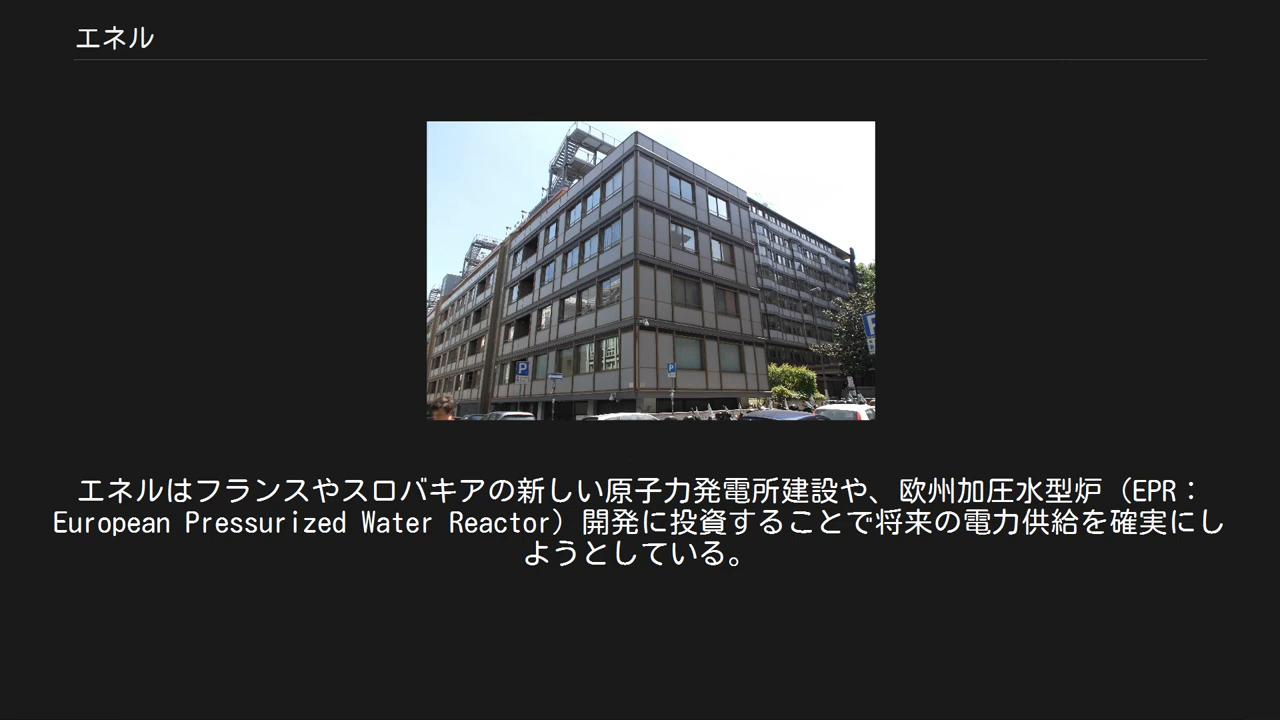 エネル
P
P
P
エネルはフランスやスロバキアの新しい原子力発電所建設や、欧州加圧水型炉（EPR：
European Pressurized Water Reactor）開発に投資することで将来の電力供給を確実にし
ようとしている。